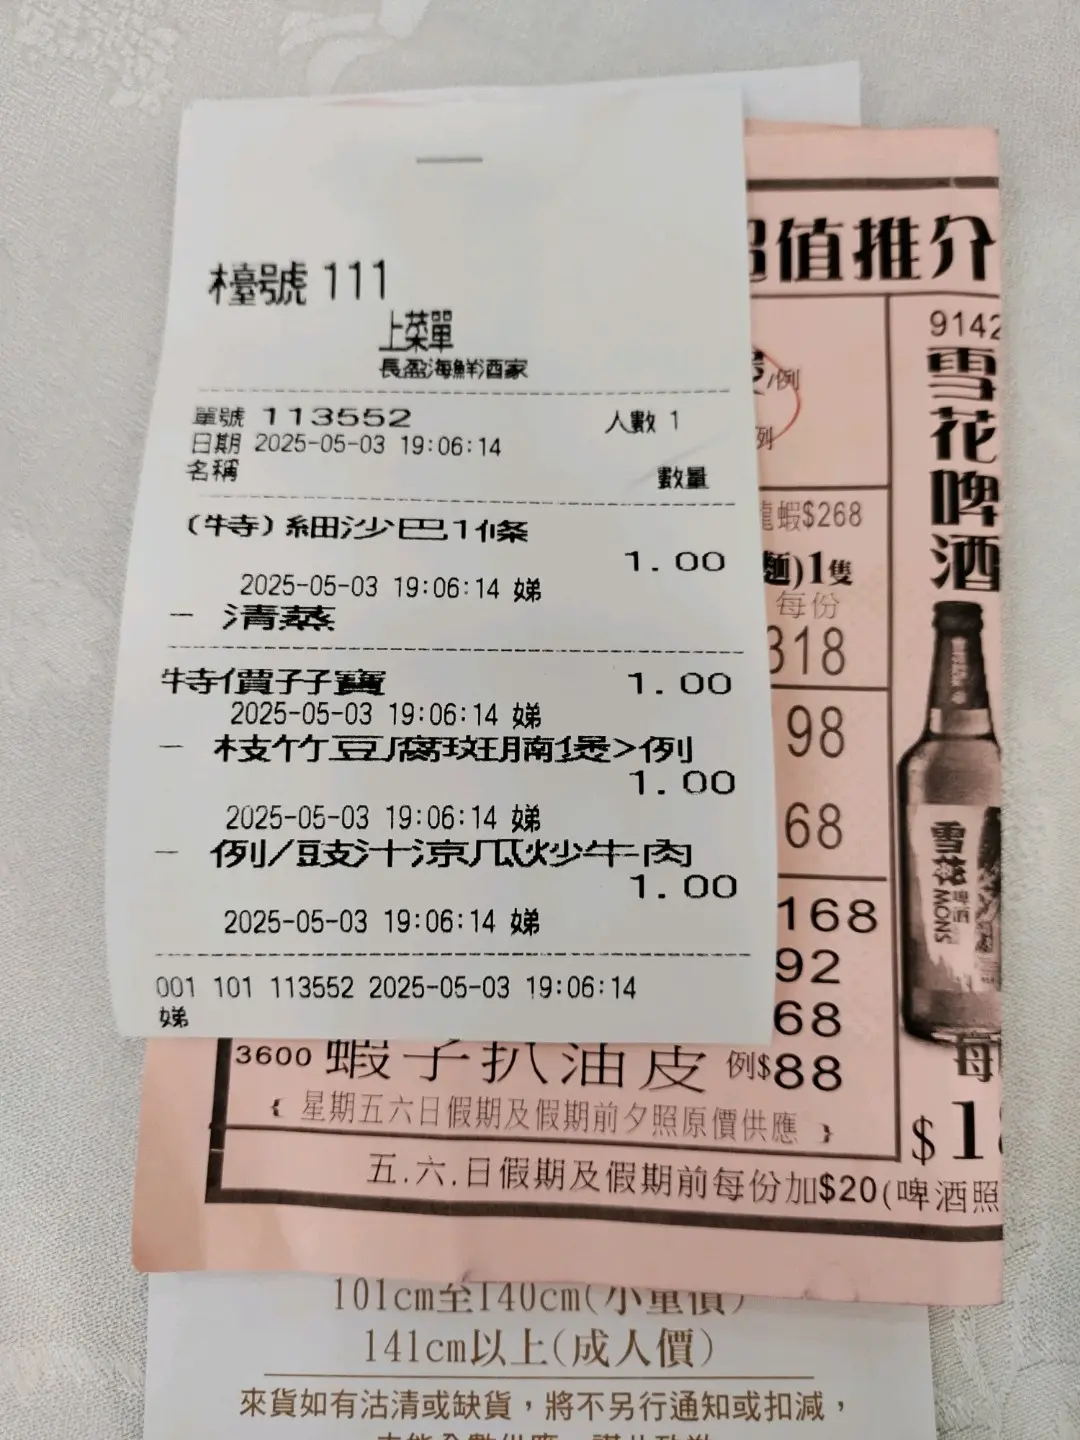 檯號 111
上菜單
長盈海鮮酒家
單號 113552 人數 1
日期 2025-05-03 19:06:14
名稱 數量
(特) 細沙巴1條
1.00
2025-05-03 19:06:14 娣
- 清蒸
特價孖寶 1.00
2025-05-03 19:06:14 娣
- 枝竹豆腐斑腩煲>例
1.00
2025-05-03 19:06:14 娣
- 例/豉汁涼瓜炒牛肉
1.00
2025-05-03 19:06:14 娣
001 101 113552 2025-05-03 19:06:14
娣
值推介
/例
例
龍蝦$268
麵)1隻
每份
318
98
68
168
92
68
3600 蝦子扒油皮 例$88
{ 星期五六日假期及假期前夕照原價供應 }
五.六.日假期及假期前每份加$20(啤酒照
9142
雪花啤酒
雪花
啤酒
MONS
每
$1
101cm至140cm(小童價)
141cm以上(成人價)
來貨如有沽清或缺貨，將不另行通知或扣減，